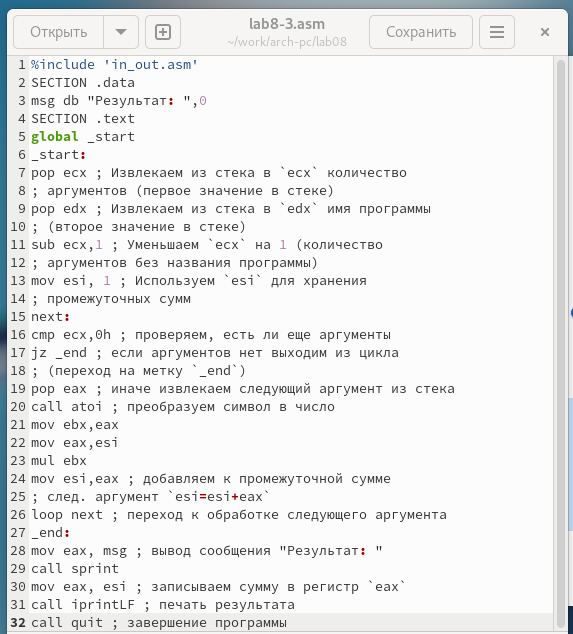 Открыть
lab8-3.asm
~/work/arch-pc/lab08
Сохранить
1 %include 'in_out.asm'
2 SECTION .data
3 msg db "Результат: ",0
4 SECTION .text
5 global _start
6 _start:
7 pop ecx ; Извлекаем из стека в `ecx` количество
8 ; аргументов (первое значение в стеке)
9 pop edx ; Извлекаем из стека в `edx` имя программы
10 ; (второе значение в стеке)
11 sub ecx,1 ; Уменьшаем `ecx` на 1 (количество
12 ; аргументов без названия программы)
13 mov esi, 1 ; Используем `esi` для хранения
14 ; промежуточных сумм
15 next:
16 cmp ecx,0h ; проверяем, есть ли еще аргументы
17 jz _end ; если аргументов нет выходим из цикла
18 ; (переход на метку `_end`)
19 pop eax ; иначе извлекаем следующий аргумент из стека
20 call atoi ; преобразуем символ в число
21 mov ebx,eax
22 mov eax,esi
23 mul ebx
24 mov esi,eax ; добавляем к промежуточной сумме
25 ; след. аргумент `esi=esi+eax`
26 loop next ; переход к обработке следующего аргумента
27 _end:
28 mov eax, msg ; вывод сообщения "Результат: "
29 call sprint
30 mov eax, esi ; записываем сумму в регистр `eax`
31 call iprintLF ; печать результата
32 call quit ; завершение программы